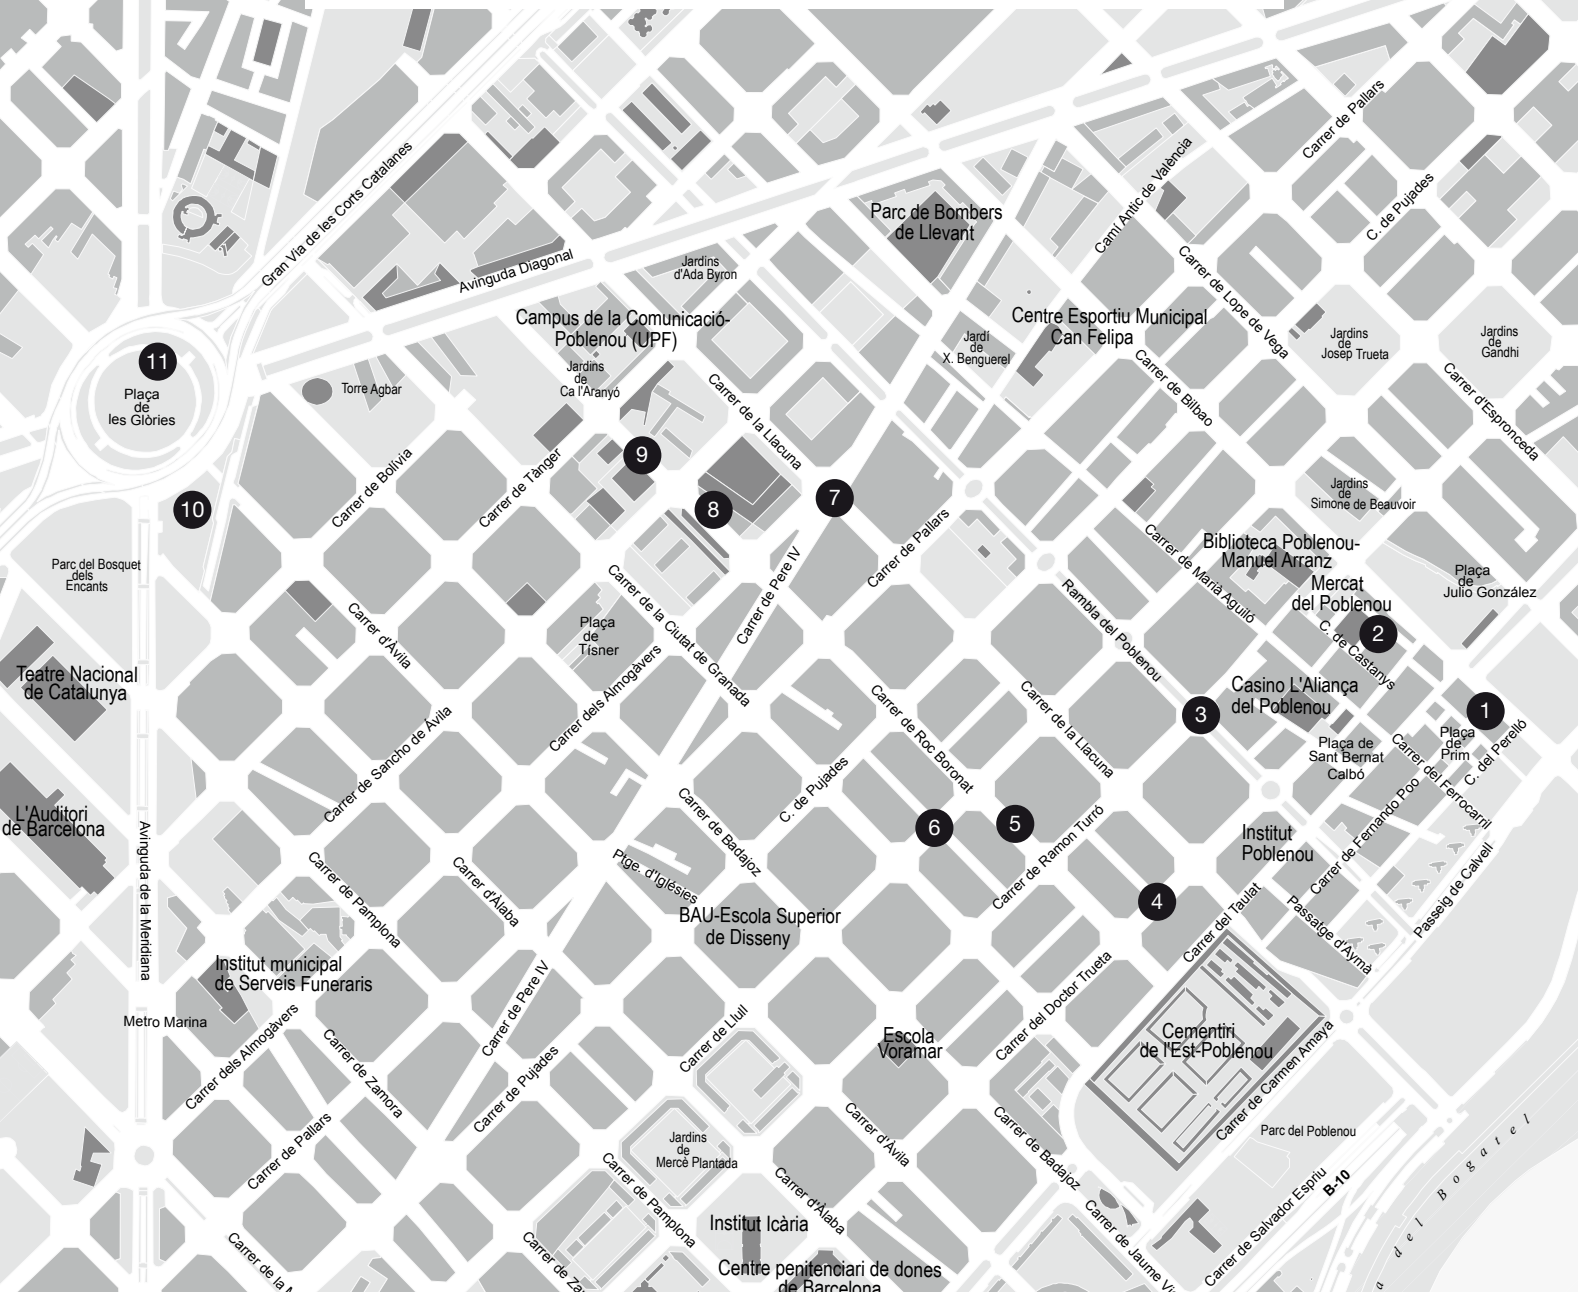 Carrer de Pallars
Gran Via de les Corts Catalanes
Camí Antic de València
C. de Pujades
Parc de Bombers
de Llevant
Avinguda Diagonal
Jardins
d'Ada Byron
Carrer de Lope de Vega
Campus de la Comunicació-
Poblenou (UPF)
Centre Esportiu Municipal
Can Felipa
Jardí
de
X. Benguerel
Jardins
de
Josep Trueta
Jardins
de
Gandhi
11
Plaça
de
les Glòries
Torre Agbar
Jardins
de
Ca l'Aranyó
Carrer de la Llacuna
Carrer de Bilbao
Carrer d'Espronceda
9
Carrer de Bolívia
Carrer de Tànger
10
8
7
Jardins
de
Simone de Beauvoir
Carrer de Pallars
Carrer de Marià Aguiló
Biblioteca Poblenou-
Manuel Arranz
Mercat
del Poblenou
Plaça
de
Julio González
Parc del Bosquet
dels
Encants
Carrer de Pere IV
Carrer de la Ciutat de Granada
Rambla del Poblenou
Carrer d'Àvila
Plaça
de
Tísner
2
C. de Castanys
Teatre Nacional
de Catalunya
Carrer dels Almogàvers
Casino L'Aliança
del Poblenou
3
1
Carrer de Sancho de Àvila
Carrer de Roc Boronat
Carrer de la Llacuna
Plaça de
Sant Bernat
Calbó
Plaça
de
Prim
C. del Perelló
Carrer del Ferrocarril
L'Auditori
de Barcelona
Carrer de Badajoz
C. de Pujades
6
5
Carrer de Ramon Turró
Institut
Poblenou
Carrer de Fernando Poo
Passeig de Calvell
Avinguda de la Meridiana
Carrer de Pamplona
Carrer d'Àlaba
Ptge. d'Iglésies
BAU-Escola Superior
de Disseny
4
Carrer del Taulat
Passatge d'Aymà
Institut municipal
de Serveis Funeraris
Carrer de Pere IV
Carrer del Doctor Trueta
Metro Marina
Carrer dels Almogàvers
Carrer de Zamora
Carrer de Pujades
Carrer de Llull
Escola
Voramar
Cementiri
de l'Est-Poblenou
Carrer de Carmen Amaya
Carrer de Pallars
Jardins
de
Mercè Plantada
Carrer d'Àvila
Carrer de Badajoz
Parc del Poblenou
Carrer de Pamplona
Carrer d'Àlaba
Carrer de Salvador Espriu
B-10
del Bogatel
Institut Icària
Carrer de Jaume Vi
Carrer de la M
Carrer de Za
Centre penitenciari de dones
de Barcelona